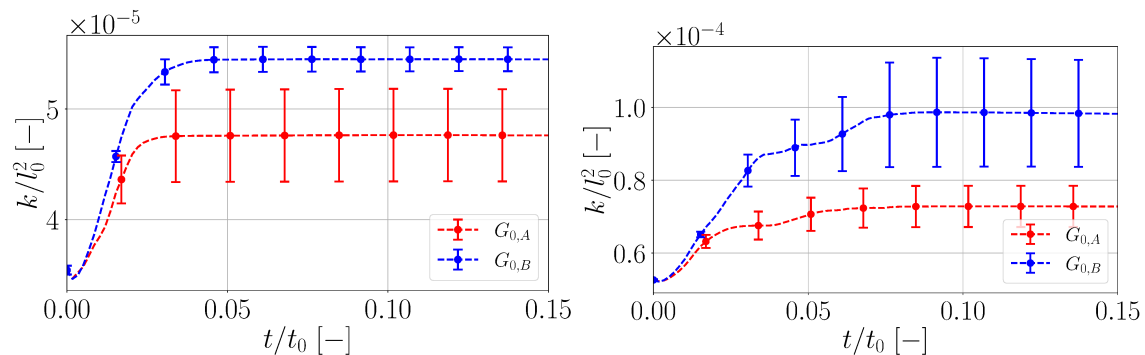 ×10⁻⁵
5
4
k/l₀² [−]
0.00 0.05 0.10 0.15
t/t₀ [−]
G₀,A
G₀,B
×10⁻⁴
1.0
0.8
0.6
k/l₀² [−]
0.00 0.05 0.10 0.15
t/t₀ [−]
G₀,A
G₀,B